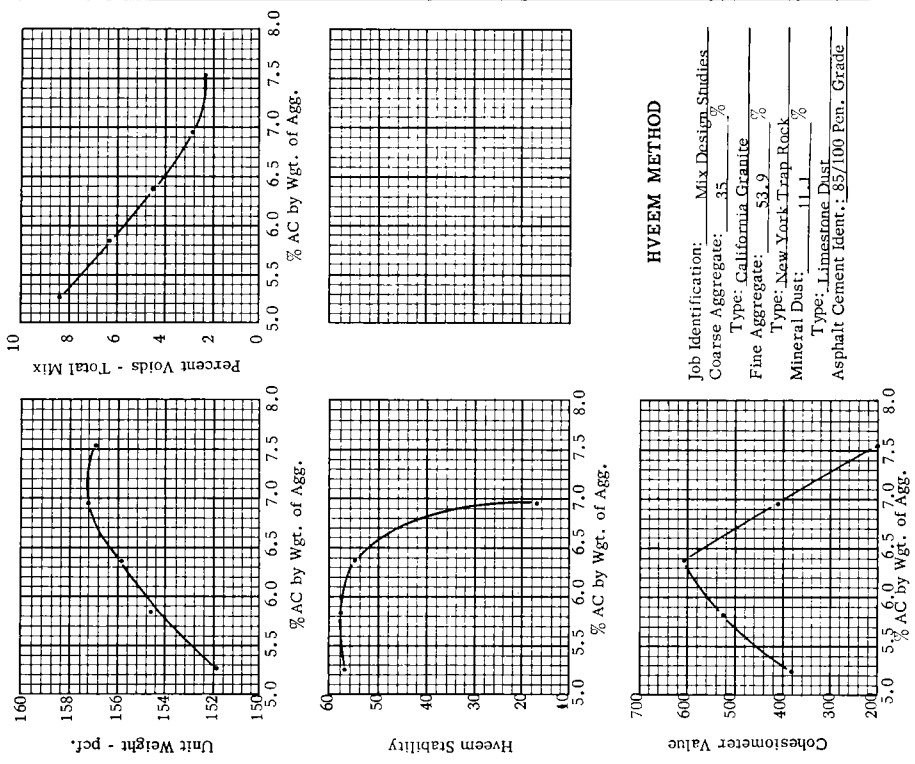 Unit Weight - pcf.
160
158
156
154
152
150
5.0 5.5 6.0 6.5 7.0 7.5 8.0
% AC by Wgt. of Agg.
Percent Voids - Total Mix
10
8
6
4
2
0
5.0 5.5 6.0 6.5 7.0 7.5 8.0
% AC by Wgt. of Agg.
Hveem Stability
60
50
40
30
20
10
5.0 5.5 6.0 6.5 7.0 7.5 8.0
% AC by Wgt. of Agg.
Cohesiometer Value
700
600
500
400
300
200
5.0 5.5 6.0 6.5 7.0 7.5 8.0
% AC by Wgt. of Agg.
HVEEM METHOD
Job Identification: Mix Design Studies
Coarse Aggregate: 35 %
Type: California Granite
Fine Aggregate: 53.9 %
Type: New York Trap Rock
Mineral Dust: 11.1 %
Type: Limestone Dust
Asphalt Cement Ident.: 85/100 Pen. Grade